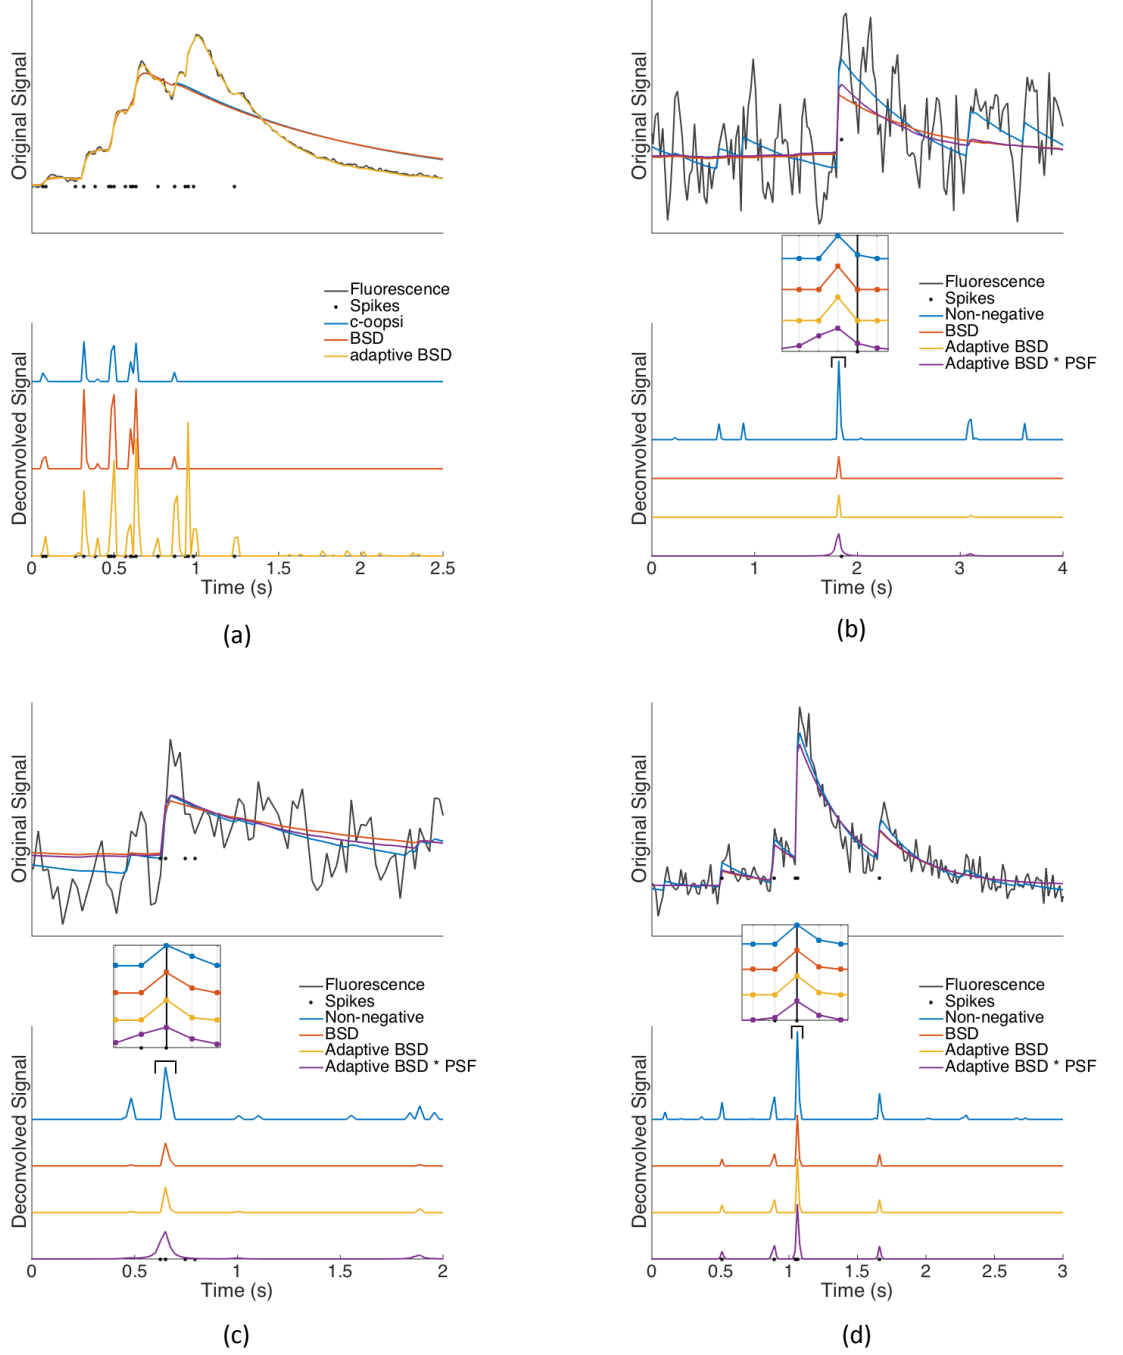 Original Signal
Fluorescence
Spikes
c-oopsi
BSD
adaptive BSD
Deconvolved Signal
0 0.5 1 1.5 2 2.5
Time (s)
(a)
Original Signal
Fluorescence
Spikes
Non-negative
BSD
Adaptive BSD
Adaptive BSD * PSF
Deconvolved Signal
0 1 2 3 4
Time (s)
(b)
Original Signal
Fluorescence
Spikes
Non-negative
BSD
Adaptive BSD
Adaptive BSD * PSF
Deconvolved Signal
0 0.5 1 1.5 2
Time (s)
(c)
Original Signal
Fluorescence
Spikes
Non-negative
BSD
Adaptive BSD
Adaptive BSD * PSF
Deconvolved Signal
0 0.5 1 1.5 2 2.5 3
Time (s)
(d)